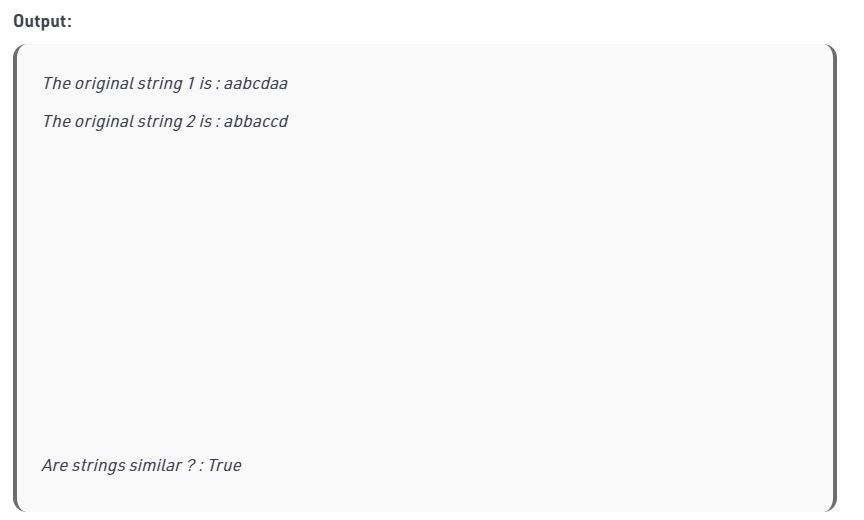 Output:
The original string 1 is : aabcdaa
The original string 2 is : abbaccd
Are strings similar ? : True